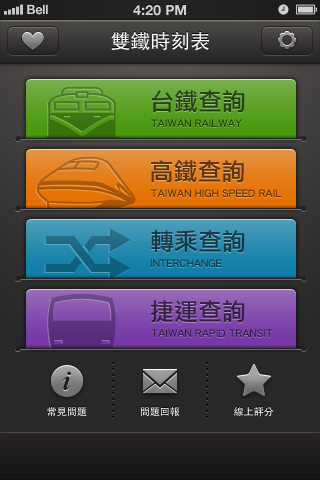 Bell 4:20 PM
雙鐵時刻表
台鐵查詢
TAIWAN RAILWAY
高鐵查詢
TAIWAN HIGH SPEED RAIL
轉乘查詢
INTERCHANGE
捷運查詢
TAIWAN RAPID TRANSIT
常見問題 問題回報 線上評分